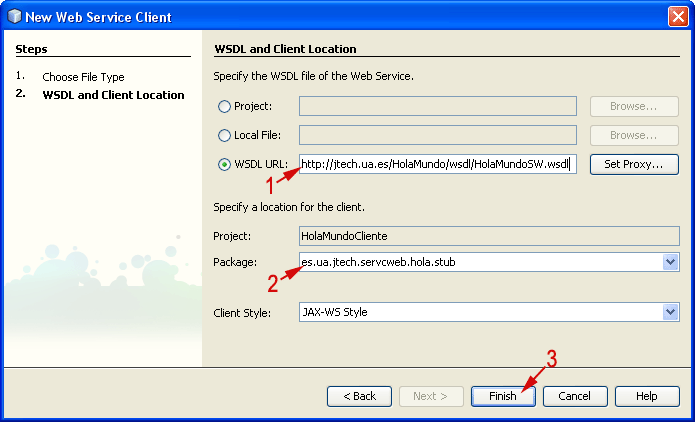 New Web Service Client
Steps
1. Choose File Type
2. WSDL and Client Location
WSDL and Client Location
Specify the WSDL file of the Web Service.
Project: Browse...
Local File: Browse...
WSDL URL: http://jtech.ua.es/HolaMundo/wsdl/HolaMundoSW.wsdl Set Proxy...
1
Specify a location for the client.
Project: HolaMundoCliente
Package: es.ua.jtech.servcweb.hola.stub
2
Client Style: JAX-WS Style
3
< Back Next > Finish Cancel Help